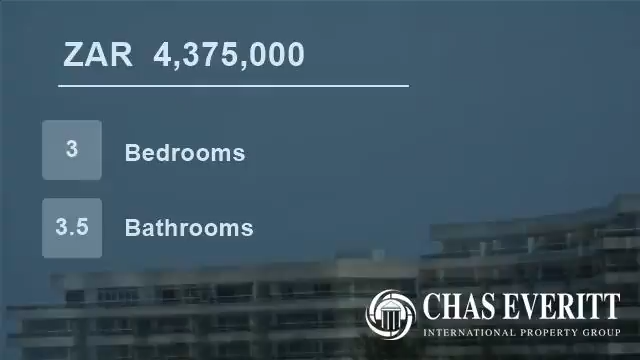 ZAR 4,375,000
3
Bedrooms
3.5
Bathrooms
CHAS EVERITT
INTERNATIONAL PROPERTY GROUP